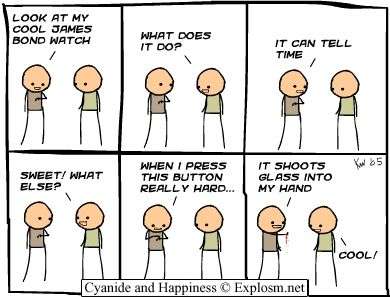 LOOK AT MY
COOL JAMES
BOND WATCH
WHAT DOES
IT DO?
IT CAN TELL
TIME
SWEET! WHAT
ELSE?
WHEN I PRESS
THIS BUTTON
REALLY HARD...
IT SHOOTS
GLASS INTO
MY HAND
COOL!
Cyanide and Happiness © Explosm.net